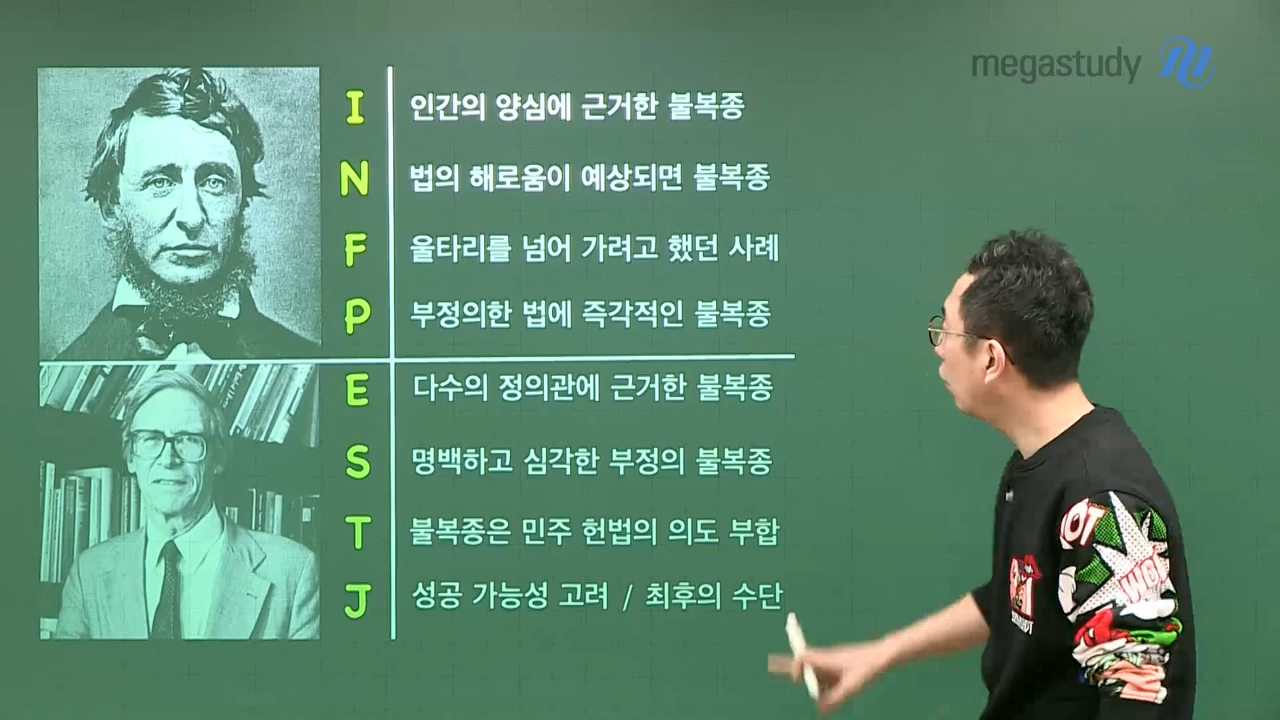 megastudy
I 인간의 양심에 근거한 불복종
N 법의 해로움이 예상되면 불복종
F 울타리를 넘어 가려고 했던 사례
P 부정의한 법에 즉각적인 불복종
E 다수의 정의관에 근거한 불복종
S 명백하고 심각한 부정의 불복종
T 불복종은 민주 헌법의 의도 부합
J 성공 가능성 고려 / 최후의 수단